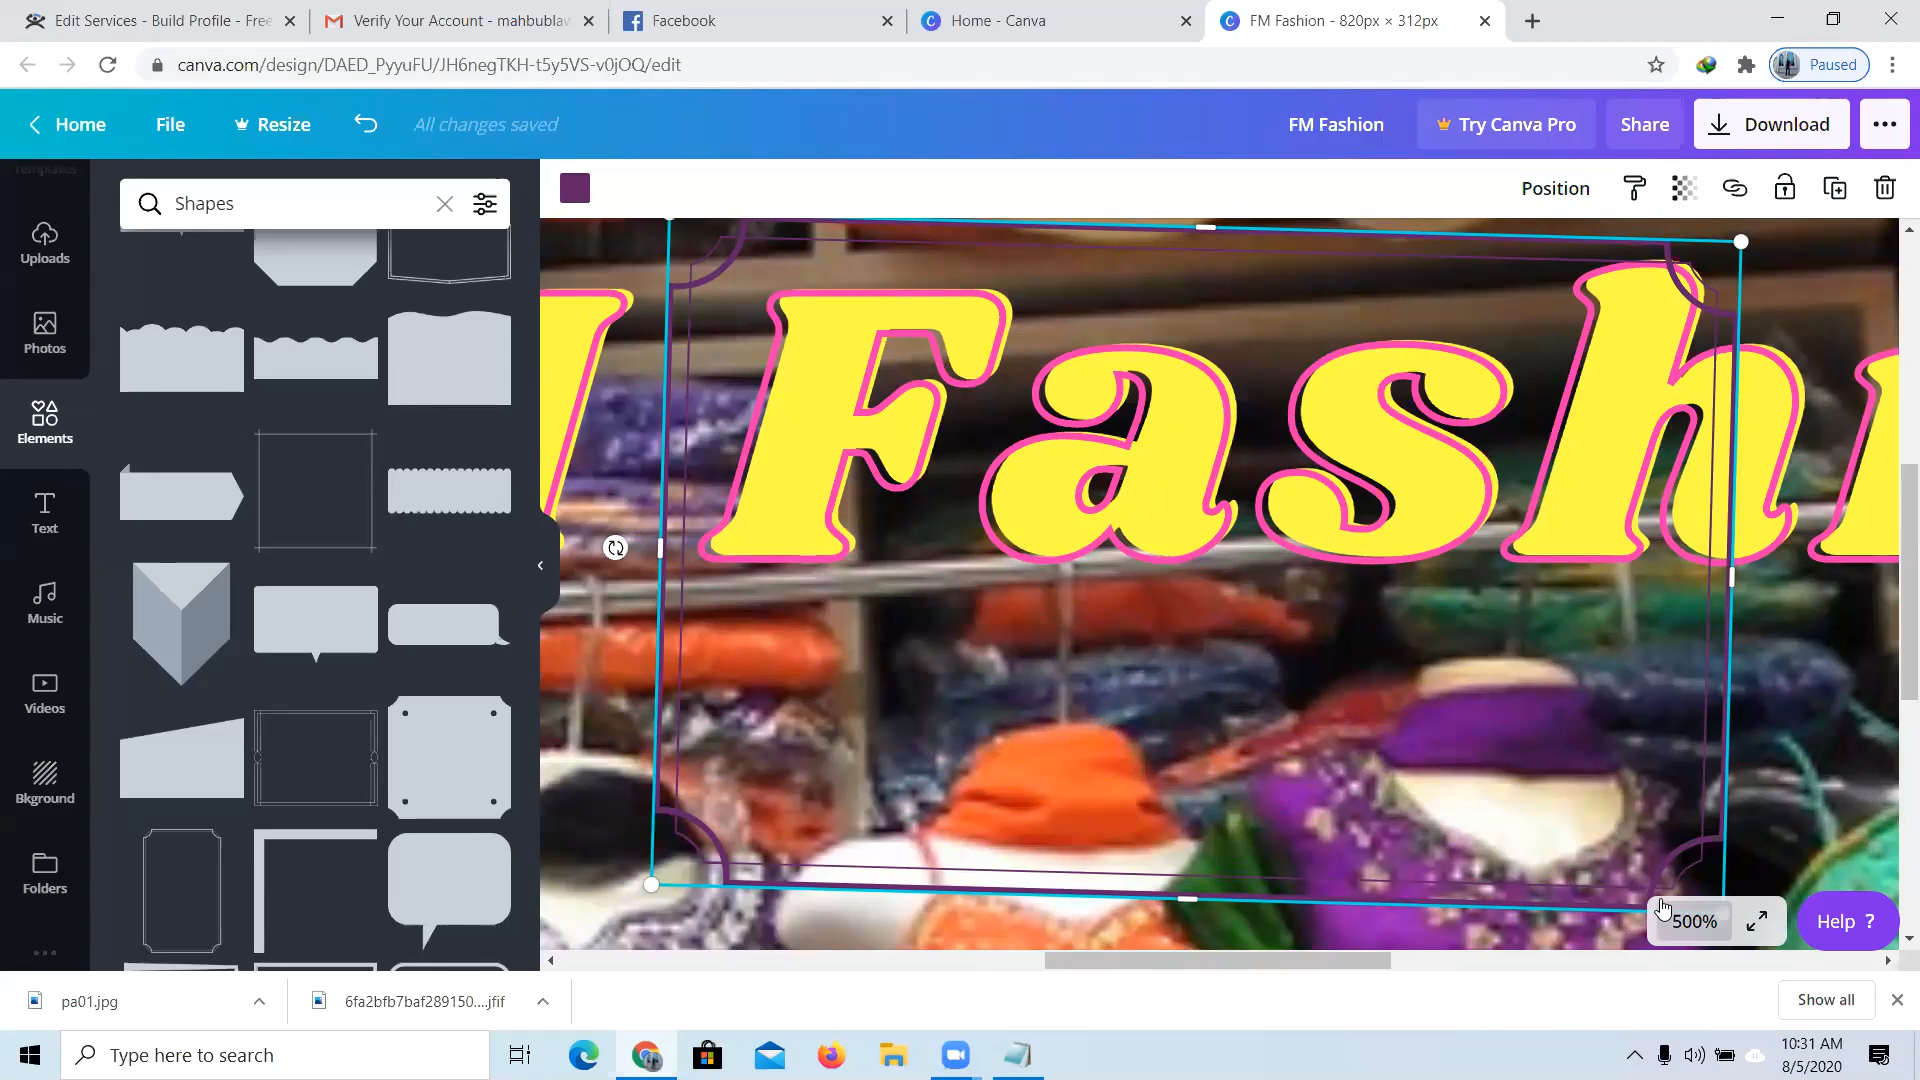 Edit Services - Build Profile - Free
Verify Your Account - mahbublaw
Facebook
Home - Canva
FM Fashion - 820px × 312px
canva.com/design/DAED_PyyuFU/JH6negTKH-t5y5VS-v0jOQ/edit
Paused
Home
File
Resize
All changes saved
FM Fashion
Try Canva Pro
Share
Download
Templates
Shapes
Position
Uploads
Photos
Elements
Text
Music
Videos
Bkground
Folders
Fash
500%
Help ?
pa01.jpg
6fa2bfb7baf289150....jfif
Show all
Type here to search
10:31 AM
8/5/2020